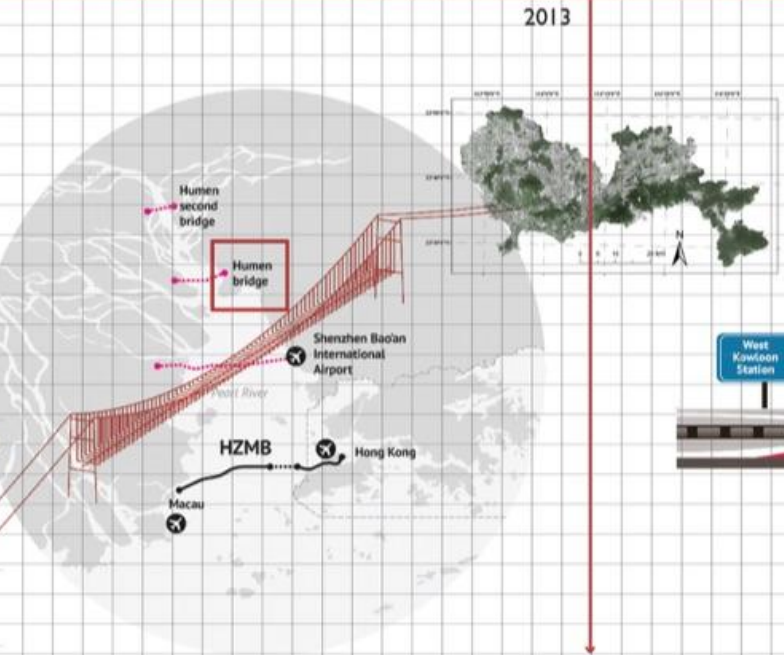 2013
Humen
second
bridge
Humen
bridge
Shenzhen Bao'an
International
Airport
Pearl River
HZMB
Hong Kong
Macau
N
West
Kowloon
Station